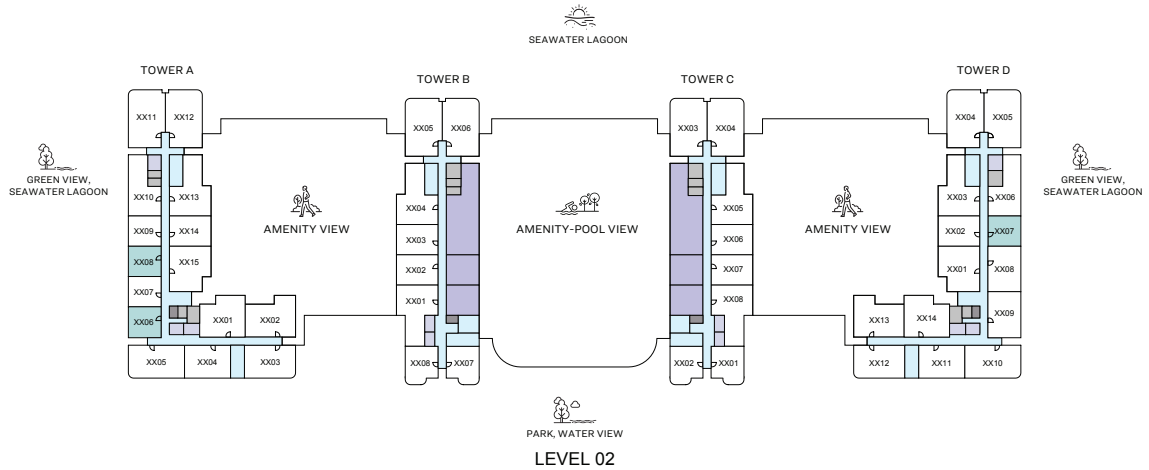 SEAWATER LAGOON
TOWER A
TOWER B
TOWER C
TOWER D
XX11 XX12
XX05 XX06
XX03 XX04
XX04 XX05
GREEN VIEW,
SEAWATER LAGOON
GREEN VIEW,
SEAWATER LAGOON
XX10 XX13
XX04
XX05
XX03 XX06
AMENITY VIEW
AMENITY-POOL VIEW
AMENITY VIEW
XX09 XX14
XX03
XX06
XX02 XX07
XX08 XX15
XX02
XX07
XX01 XX08
XX07
XX01
XX08
XX06 XX01 XX02
XX13 XX14 XX09
XX05 XX04 XX03
XX08 XX07
XX02 XX01
XX12 XX11 XX10
PARK, WATER VIEW
LEVEL 02